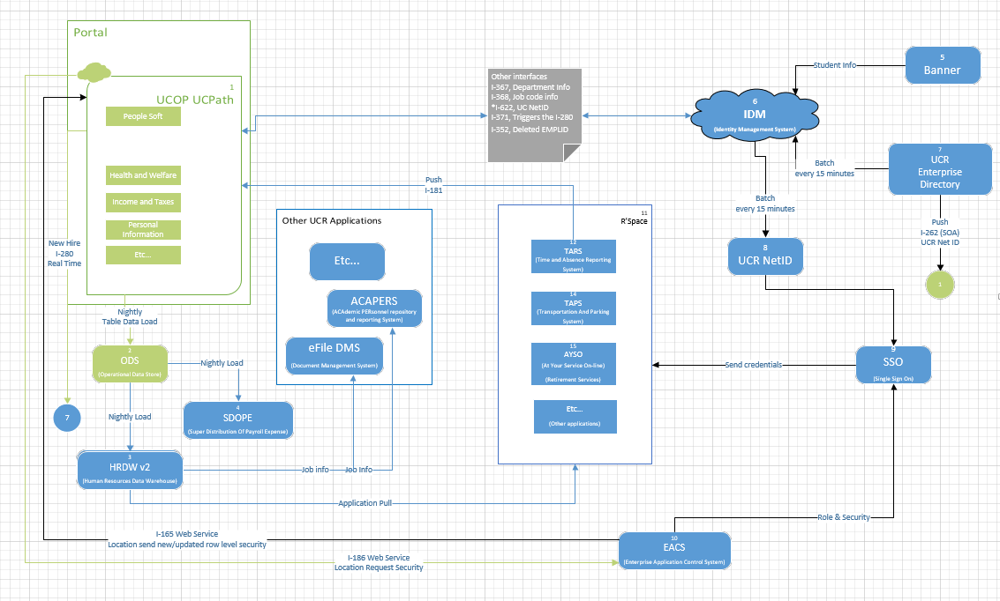 Portal
1
UCOP UCPath
People Soft
Health and Welfare
Income and Taxes
Personal
Information
Etc...
New Hire
I-280
Real Time
Nightly
Table Data Load
2
ODS
(Operational Data Store)
Nightly Load
Nightly Load
7
4
SDOPE
(Super Distribution Of Payroll Expense)
3
HRDW v2
(Human Resources Data Warehouse)
Job info
Job Info
Application Pull
I-165 Web Service
Location send new/updated row level security
I-186 Web Service
Location Request Security
Other UCR Applications
Etc...
ACAPERS
(ACAdemic PERsonnel repository
and reporting System)
eFile DMS
(Document Management System)
Other interfaces
I-367, Department Info
I-368, Job code info
*I-622, UC NetID
I-371, Triggers the I-280
I-352, Deleted EMPLID
Push
I-181
11
R'Space
12
TARS
(Time and Absence Reporting
System)
14
TAPS
(Transportation And Parking
System)
15
AYSO
(At Your Service On-line)
(Retirement Services)
Etc...
(Other applications)
5
Banner
Student Info
6
IDM
(Identity Management System)
7
UCR
Enterprise
Directory
Batch
every 15 minutes
Batch
every 15 minutes
Push
I-262 (SOA)
UCR Net ID
1
8
UCR NetID
9
SSO
(Single Sign On)
Send credentials
Role & Security
10
EACS
(Enterprise Application Control System)